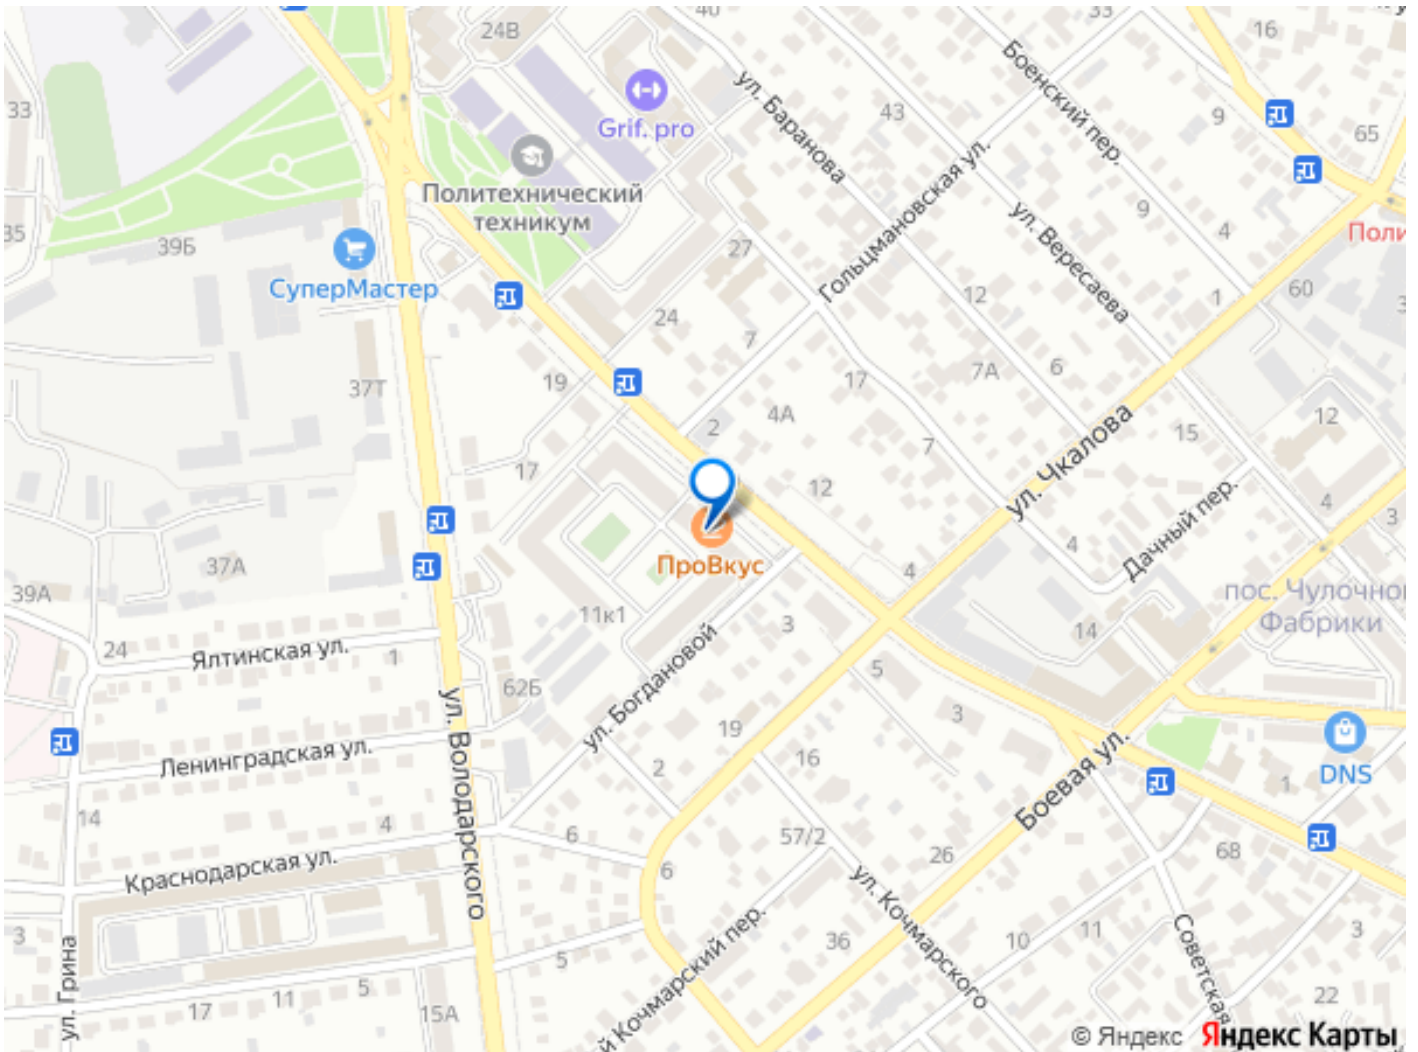 40
33
16
24В
ул. Баранова
Боенский пер.
33
43
9
65
Grif. pro
Политехнический
техникум
Гольцмановская ул.
9
4
Поли
35
39Б
27
ул. Вересаева
СуперМастер
12
1
60
24
7
37Т
19
17
7А
6
4А
2
ул. Чкалова
15
12
7
17
12
4
3
Дачный пер.
ПроВкус
4
4
37А
39А
пос. Чулочной
Фабрики
11к1
3
14
24
Ялтинская ул.
1
ул. Богдановой
5
62Б
3
ул. Володарского
19
Ленинградская ул.
16
2
Боевая ул.
DNS
1
14
4
6
57/2
26
68
Краснодарская ул.
6
ул. Кочмарского
3
ул. Грина
36
10
11
Советская
3
5
й Кочмарский пер.
17
11
5
15А
22
© Яндекс Яндекс Карты